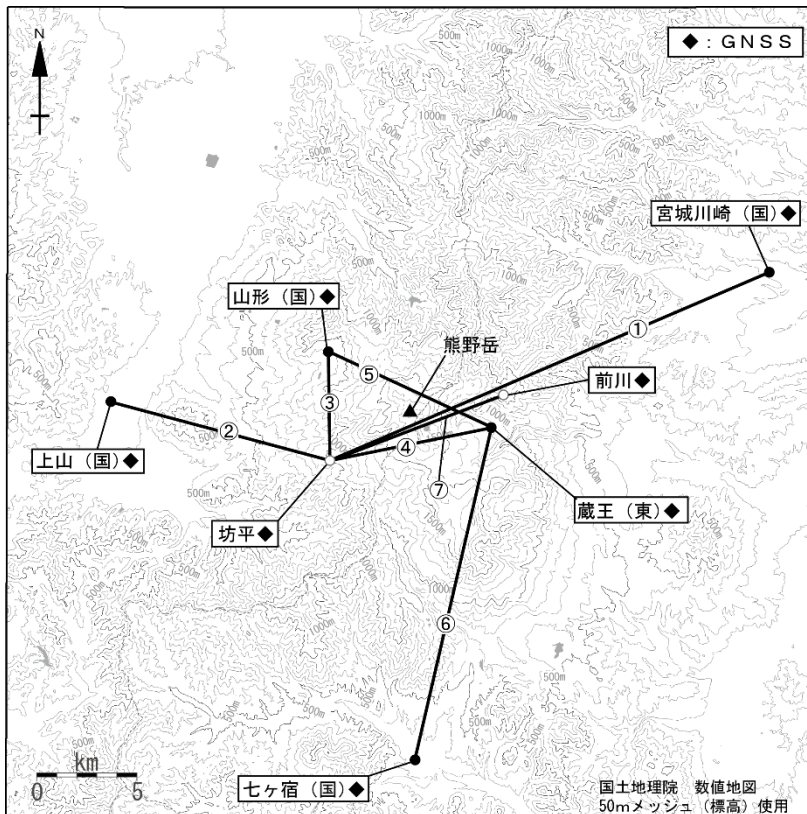 N
◆：ＧＮＳＳ
宮城川崎（国）◆
山形（国）◆
①
熊野岳
⑤
前川◆
③
②
④
上山（国）◆
⑦
蔵王（東）◆
坊平◆
⑥
km
0 5
七ヶ宿（国）◆
国土地理院　数値地図
50mメッシュ（標高）使用
500m
1000m